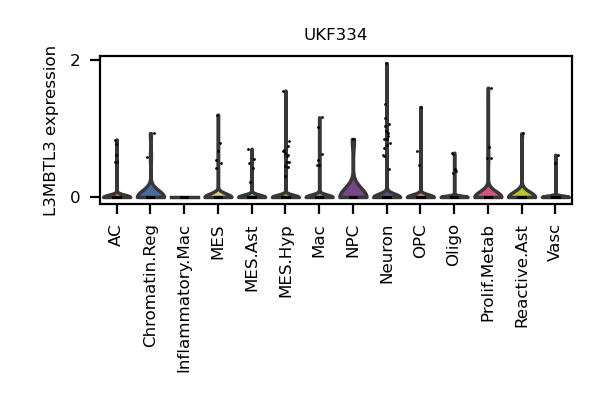 UKF334
L3MBTL3 expression
2
0
AC
Chromatin.Reg
Inflammatory.Mac
MES
MES.Ast
MES.Hyp
Mac
NPC
Neuron
OPC
Oligo
Prolif.Metab
Reactive.Ast
Vasc